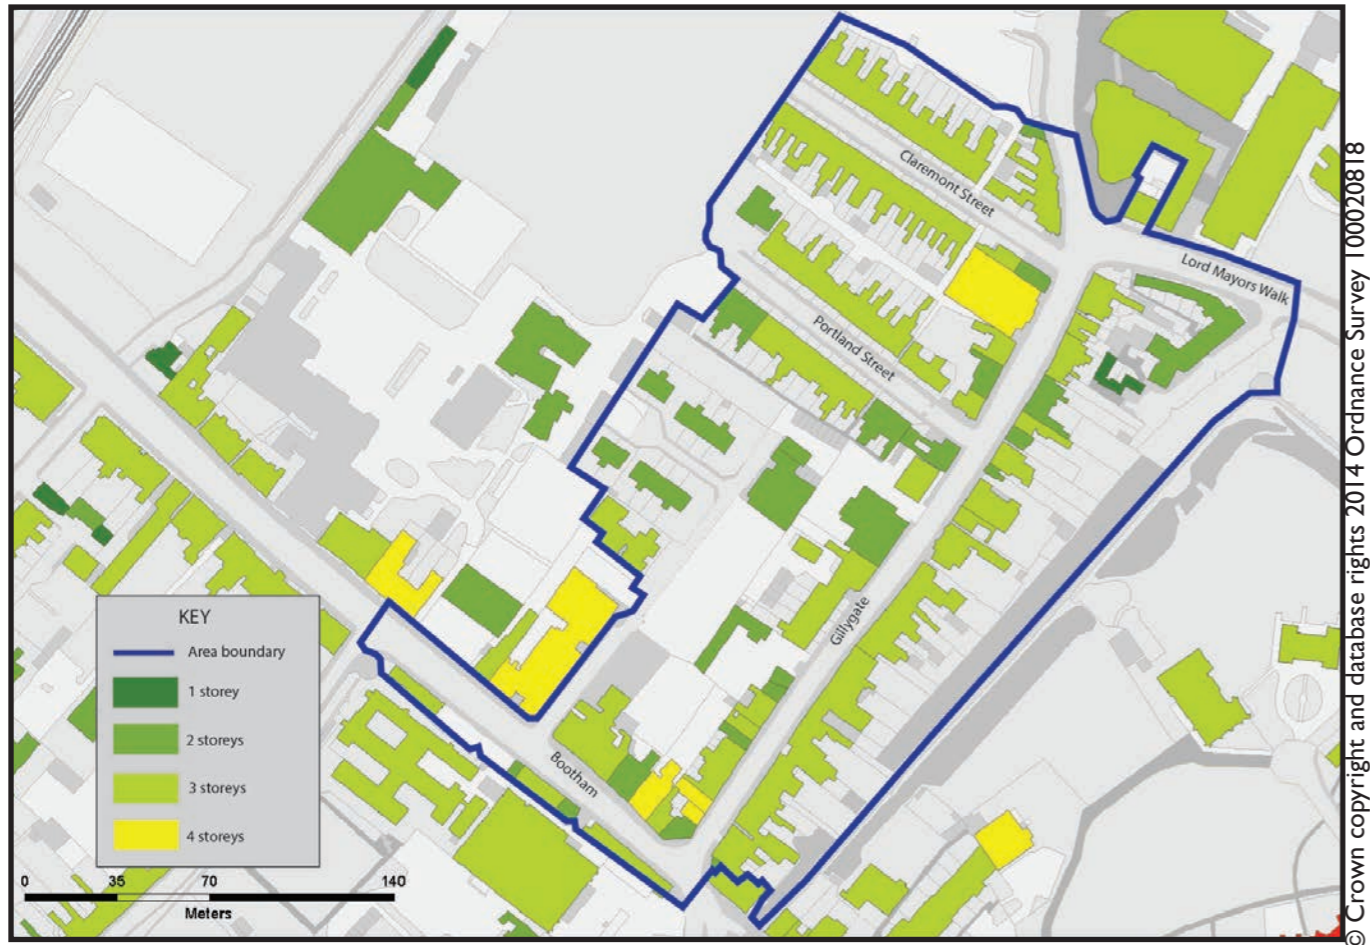 Claremont Street
Lord Mayors Walk
Portland Street
Gillygate
Bootham
KEY
Area boundary
1 storey
2 storeys
3 storeys
4 storeys
0 35 70 140
Meters
© Crown copyright and database rights 2014 Ordnance Survey 100020818